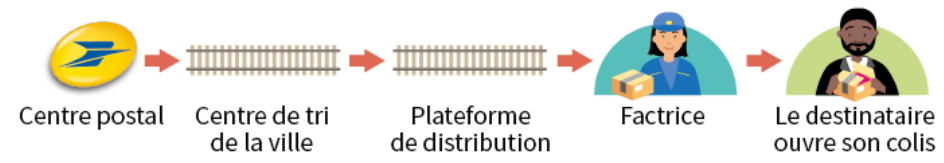 Centre postal
Centre de tri
de la ville
Plateforme
de distribution
Factrice
Le destinataire
ouvre son colis